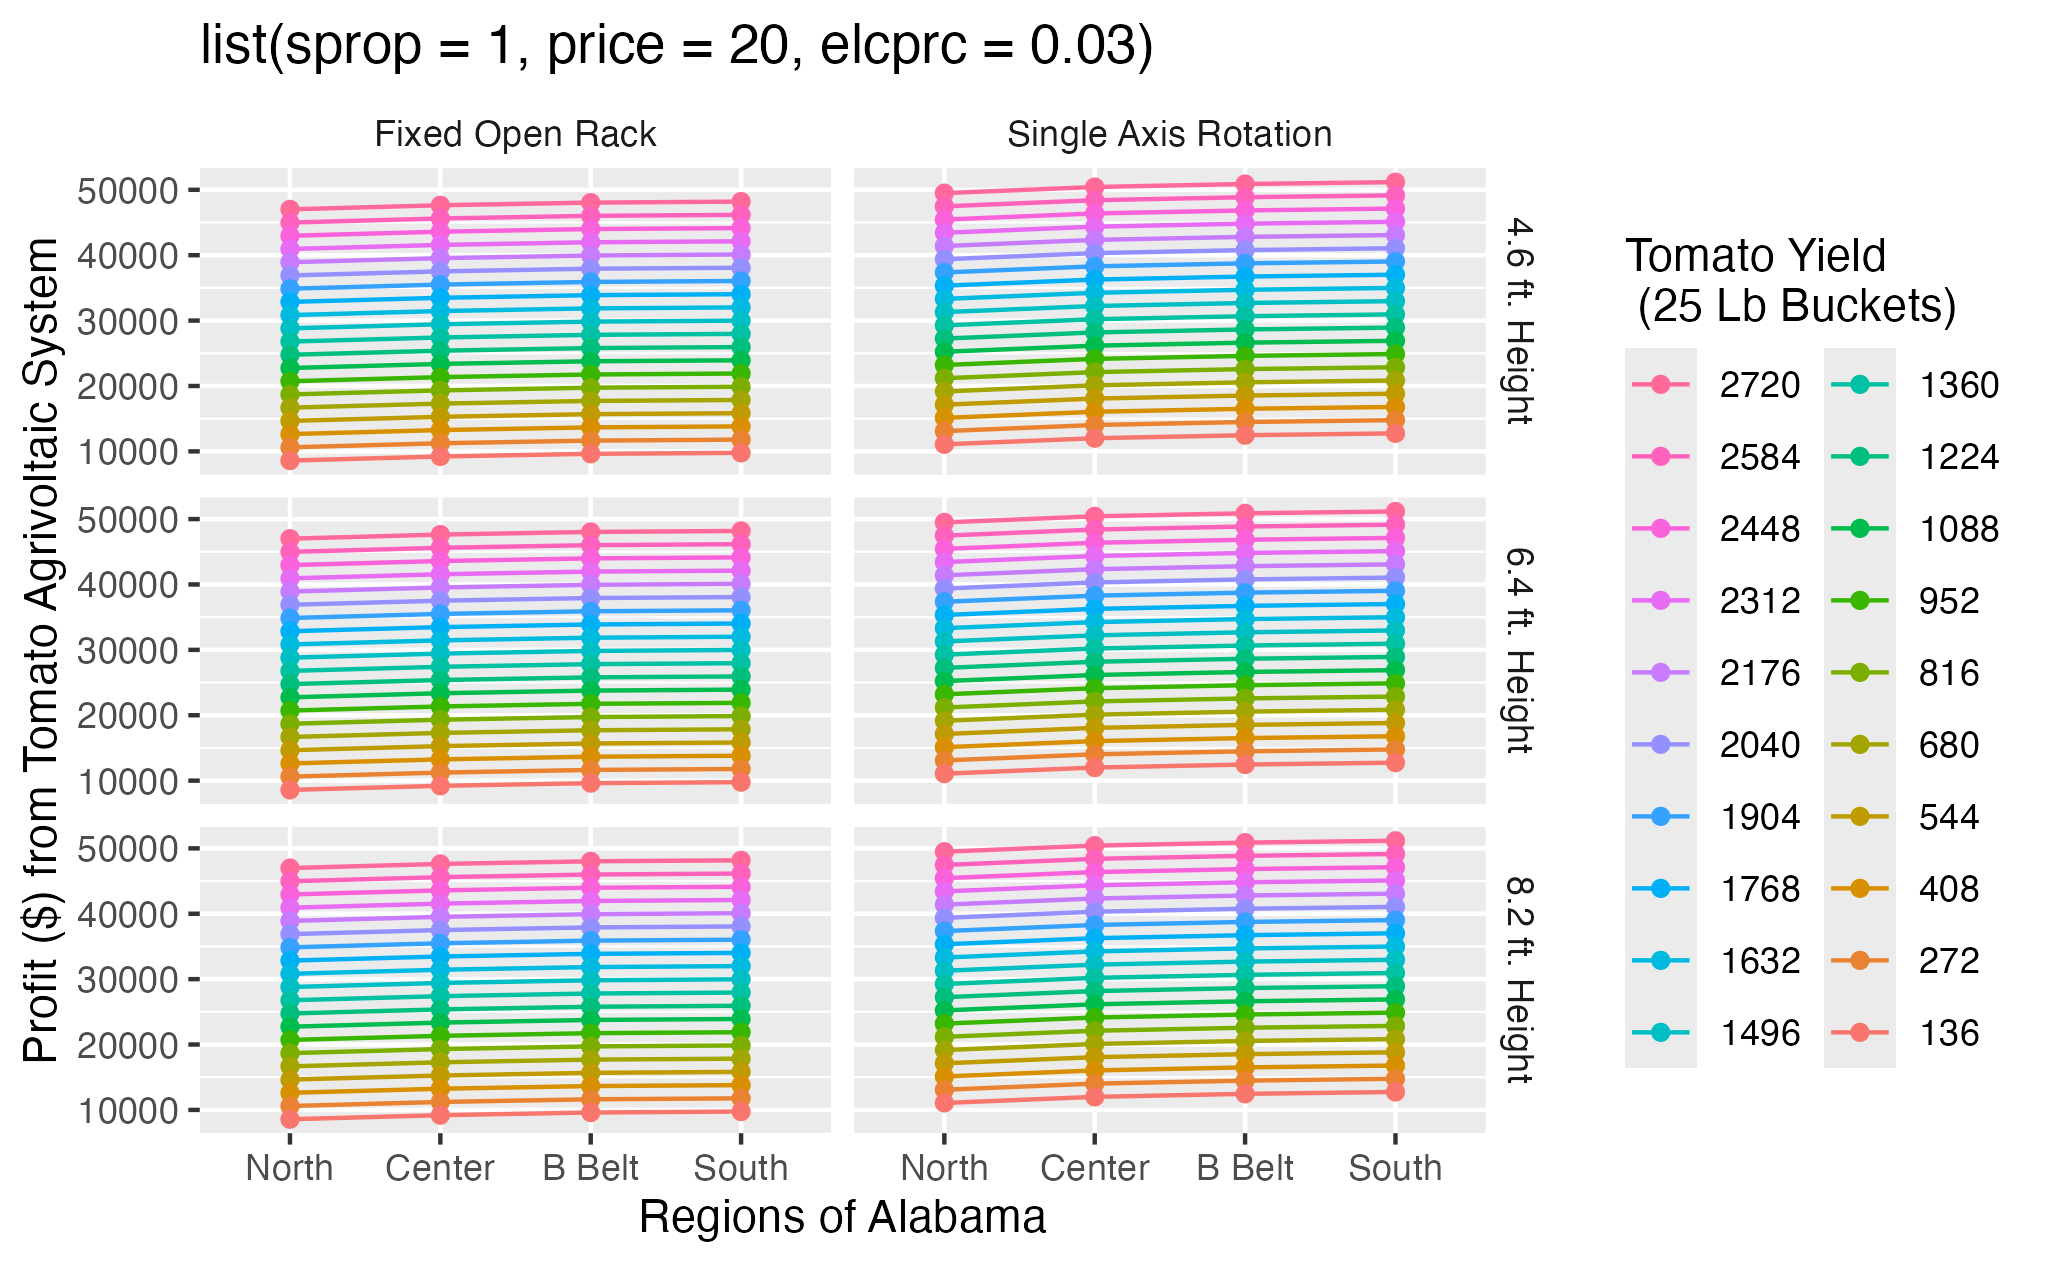 list(sprop = 1, price = 20, elcprc = 0.03)
Fixed Open Rack
Single Axis Rotation
Profit ($) from Tomato Agrivoltaic System
50000
40000
30000
20000
10000
4.6 ft. Height
50000
40000
30000
20000
10000
6.4 ft. Height
50000
40000
30000
20000
10000
8.2 ft. Height
North Center B Belt South
North Center B Belt South
Regions of Alabama
Tomato Yield
(25 Lb Buckets)
2720 1360
2584 1224
2448 1088
2312 952
2176 816
2040 680
1904 544
1768 408
1632 272
1496 136